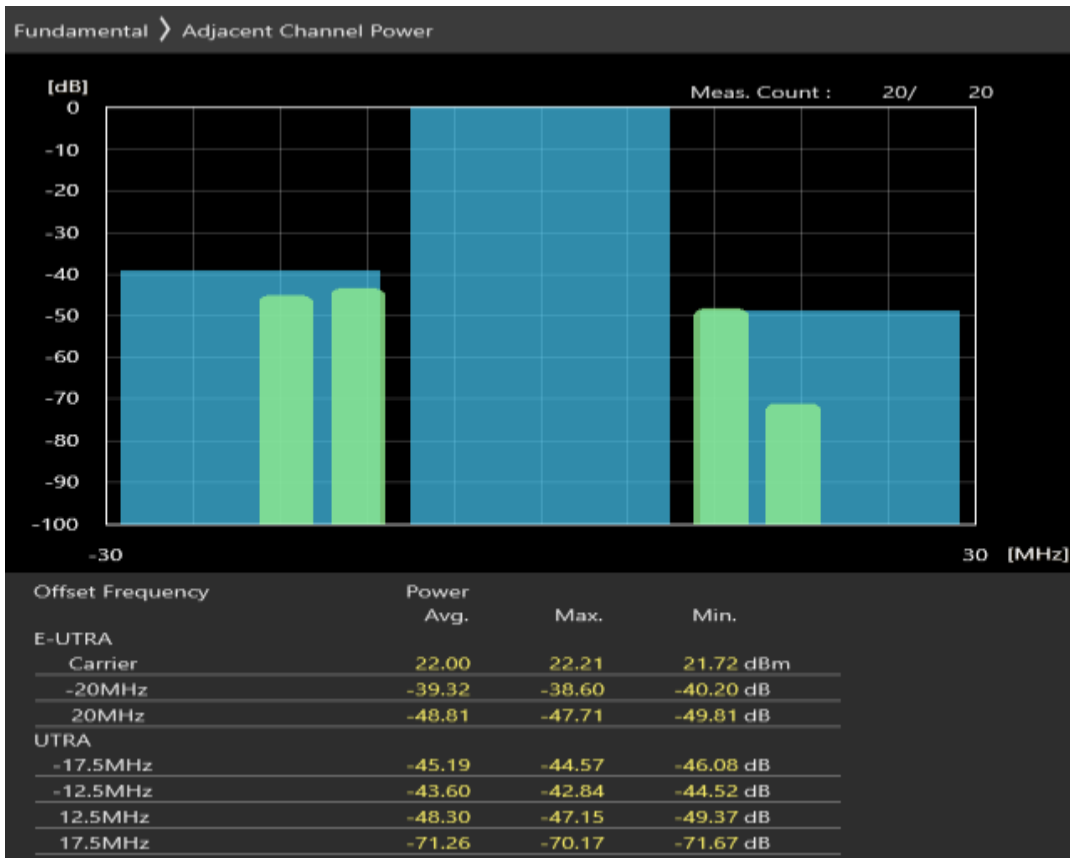 Fundamental ❯ Adjacent Channel Power
[dB]
Meas. Count : 20/ 20
0
-10
-20
-30
-40
-50
-60
-70
-80
-90
-100
-30 30 [MHz]
Offset Frequency Power
Avg. Max. Min.
E-UTRA
Carrier 22.00 22.21 21.72 dBm
-20MHz -39.32 -38.60 -40.20 dB
20MHz -48.81 -47.71 -49.81 dB
UTRA
-17.5MHz -45.19 -44.57 -46.08 dB
-12.5MHz -43.60 -42.84 -44.52 dB
12.5MHz -48.30 -47.15 -49.37 dB
17.5MHz -71.26 -70.17 -71.67 dB